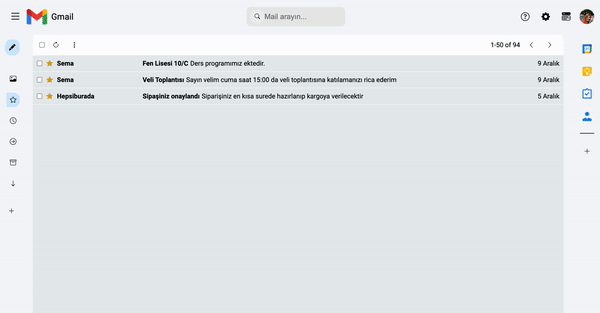 Gmail
Mail arayın...
1-50 of 94
Sema Fen Lisesi 10/C Ders programımız ektedir. 9 Aralık
Sema Veli Toplantısı Sayın velim cuma saat 15:00 da veli toplantısına katılamanızı rica ederim 9 Aralık
Hepsiburada Sipaşiniz onaylandı Siparişiniz en kısa surede hazırlanıp kargoya verilecektir 5 Aralık